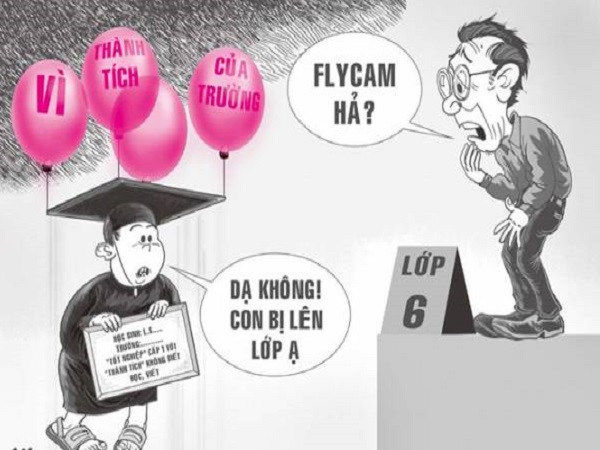 VÌ
THÀNH
TÍCH
CỦA
TRƯỜNG
FLYCAM
HẢ?
DẠ KHÔNG!
CON BỊ LÊN
LỚP Ạ
LỚP
6
HỌC SINH: L.B.....
TRƯỜNG:............
"TỐT NGHIỆP" CẤP 1 VỚI
"THÀNH TÍCH" KHÔNG BIẾT
ĐỌC, VIẾT